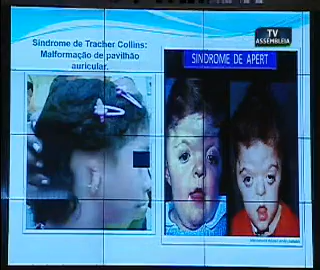 TV
ASSEMBLEIA
Síndrome de Tracher Collins:
Malformação de pavilhão
auricular.
SÍNDROME DE APERT